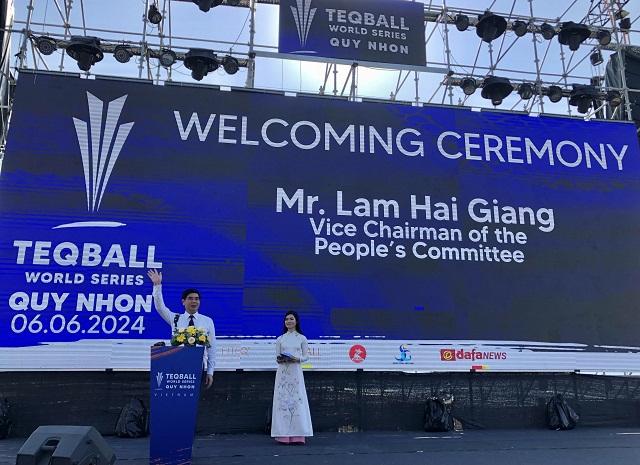 TEQBALL
WORLD SERIES
QUY NHON
WELCOMING CEREMONY
Mr. Lam Hai Giang
Vice Chairman of the
People's Committee
TEQBALL
WORLD SERIES
QUY NHON
06.06.2024
dafaNEWS
TEQBALL
WORLD SERIES
QUY NHON
VIETNAM